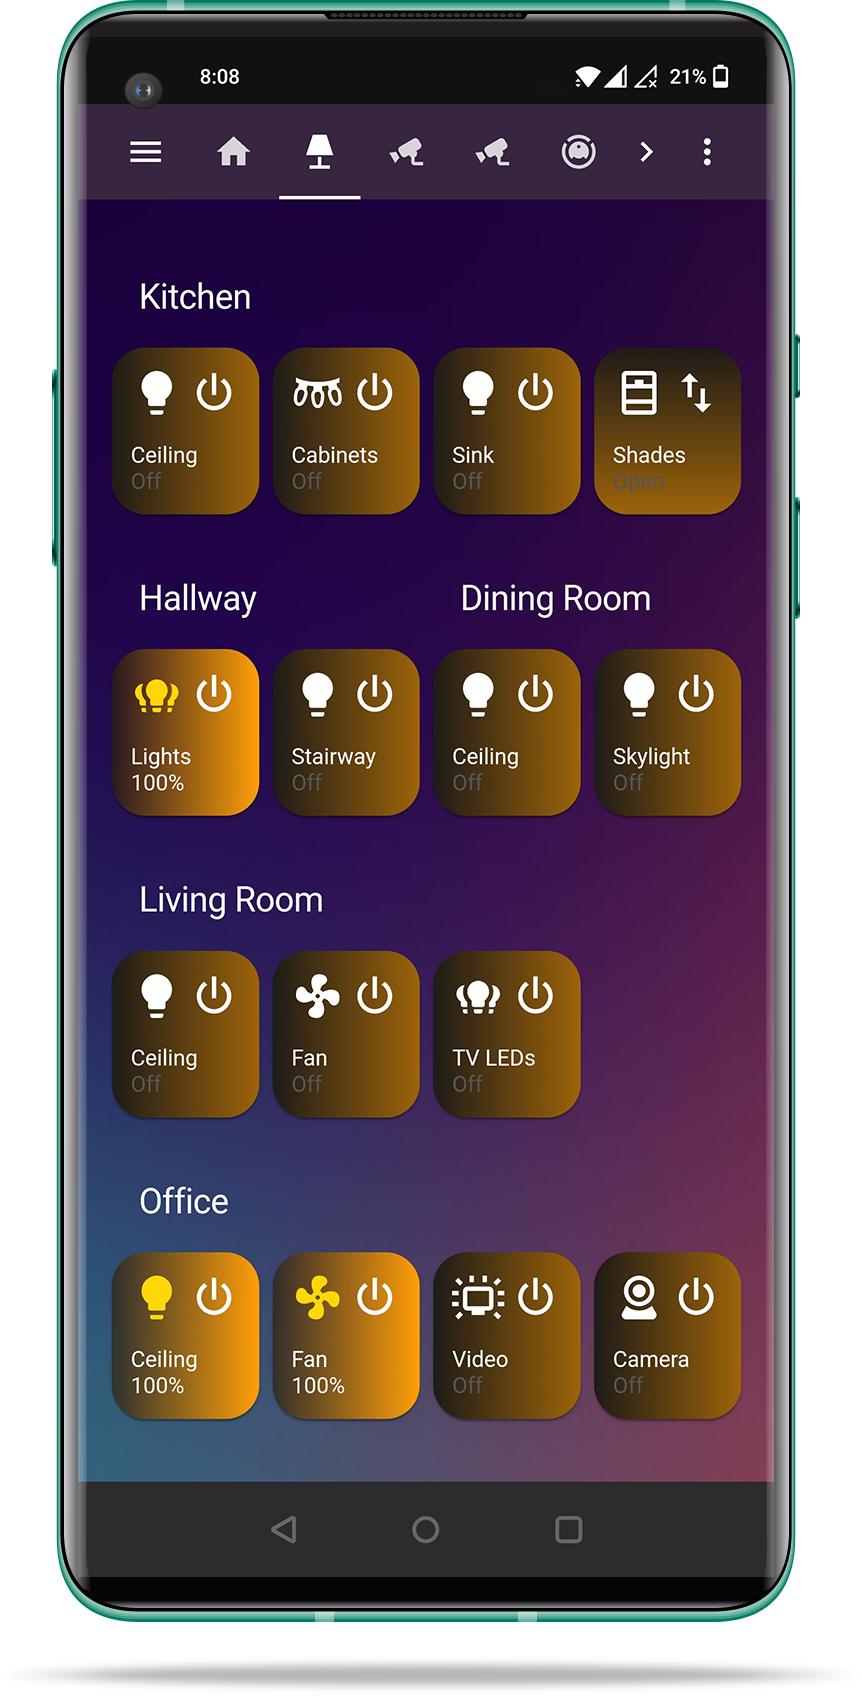 8:08 21%
Kitchen
Ceiling Cabinets Sink Shades
Off Off Off Open
Hallway Dining Room
Lights Stairway Ceiling Skylight
100% Off Off Off
Living Room
Ceiling Fan TV LEDs
Off Off Off
Office
Ceiling Fan Video Camera
100% 100% Off Off